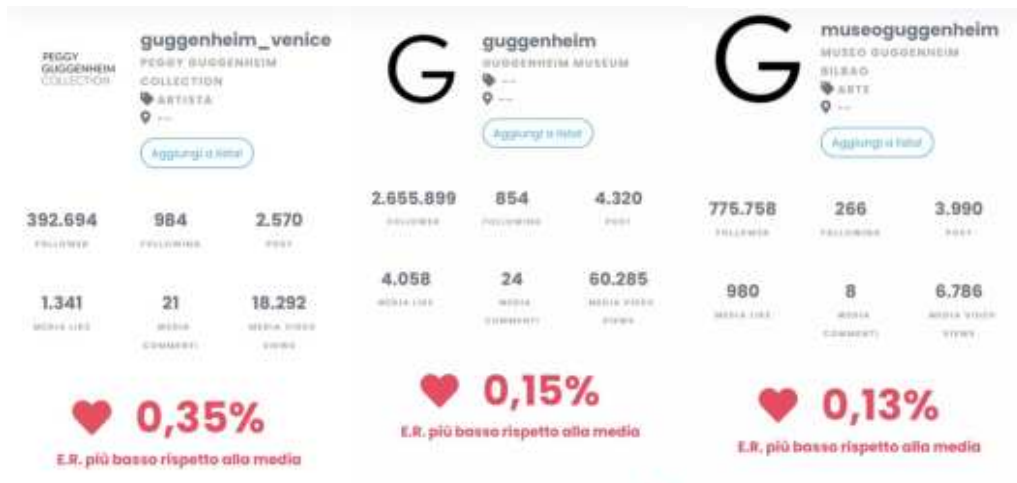 PEGGY
GUGGENHEIM
COLLECTION
guggenheim_venice
PEGGY GUGGENHEIM
COLLECTION
ARTISTA
--
Aggiungi a lista!
392.694 984 2.570
FOLLOWER FOLLOWING POST
1.341 21 18.292
MEDIA LIKE MEDIA COMMENTI MEDIA VIDEO VIEWS
0,35%
E.R. più basso rispetto alla media
G
guggenheim
GUGGENHEIM MUSEUM
--
--
Aggiungi a lista!
2.655.899 854 4.320
FOLLOWER FOLLOWING POST
4.058 24 60.285
MEDIA LIKE MEDIA COMMENTI MEDIA VIDEO VIEWS
0,15%
E.R. più basso rispetto alla media
G
museoguggenheim
MUSEO GUGGENHEIM
BILBAO
ARTE
--
Aggiungi a lista!
775.758 266 3.990
FOLLOWER FOLLOWING POST
980 8 6.786
MEDIA LIKE MEDIA COMMENTI MEDIA VIDEO VIEWS
0,13%
E.R. più basso rispetto alla media